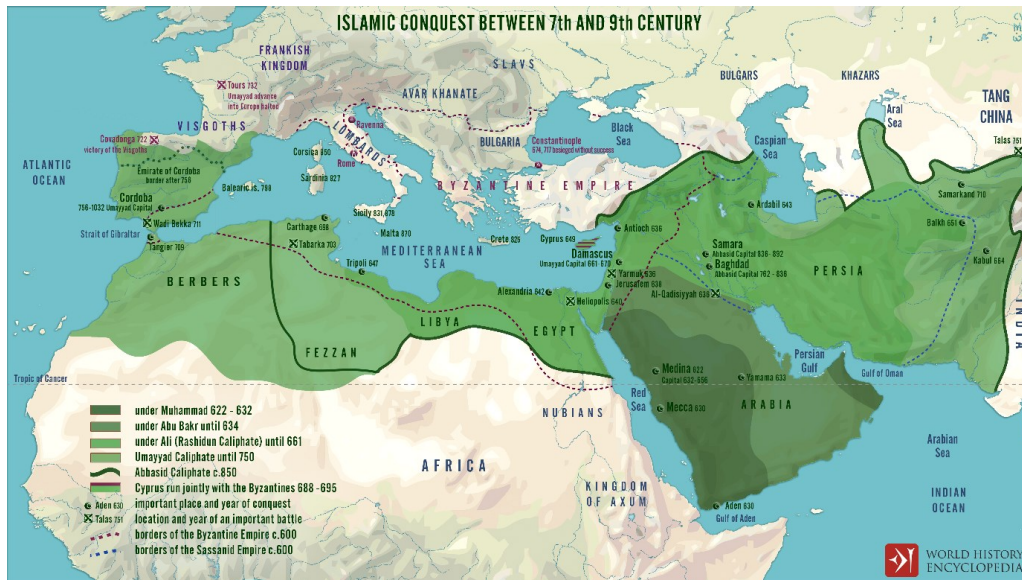 ISLAMIC CONQUEST BETWEEN 7th AND 9th CENTURY
FRANKISH
KINGDOM
SLAVS
BULGARS
KHAZARS
TANG
CHINA
Tours 732
Umayyad advance
into Europe halted
AVAR KHANATE
Aral
Sea
VISGOTHS
Covadonga 722
victory of the Visgoths
Ravenna
LOMBARDS
Rome
BULGARIA
Constantinople
674, 717 besieged without success
Black
Sea
Caspian
Sea
Talas 751
ATLANTIC
OCEAN
Emirate of Cordoba
border after 756
Corsica 850
Sardinia 827
Balearic is. 798
BYZANTINE EMPIRE
Cordoba
756-1032 Umayyad Capital
Wadi Bekka 711
Strait of Gibraltar
Tangier 709
Carthage 698
Tabarka 703
Sicily 831,878
Malta 870
MEDITERRANEAN
SEA
Crete 826
Cyprus 649
Antioch 636
Ardabil 643
Samarkand 710
Balkh 651
Kabul 664
Damascus
Umayyad Capital 661-670
Samara
Abbasid Capital 836-892
Baghdad
Abbasid Capital 762 - 836
PERSIA
Tripoli 647
Yarmuk 636
Jerusalem 638
Al-Qadisiyyah 636
BERBERS
Alexandria 642
Heliopolis 640
LIBYA
EGYPT
FEZZAN
INDIA
Tropic of Cancer
Medina 622
Capital 632-656
Yamama 633
Persian
Gulf
Gulf of Oman
Red
Sea
Mecca 630
ARABIA
NUBIANS
AFRICA
Arabian
Sea
KINGDOM
OF AXUM
INDIAN
OCEAN
Aden 630
Gulf of Aden
under Muhammad 622 - 632
under Abu Bakr until 634
under Ali (Rashidun Caliphate) until 661
Umayyad Caliphate until 750
Abbasid Caliphate c.850
Cyprus run jointly with the Byzantines 688 -695
Aden 630 important place and year of conquest
Talas 751 location and year of an important battle
borders of the Byzantine Empire c.600
borders of the Sassanid Empire c.600
WORLD HISTORY
ENCYCLOPEDIA